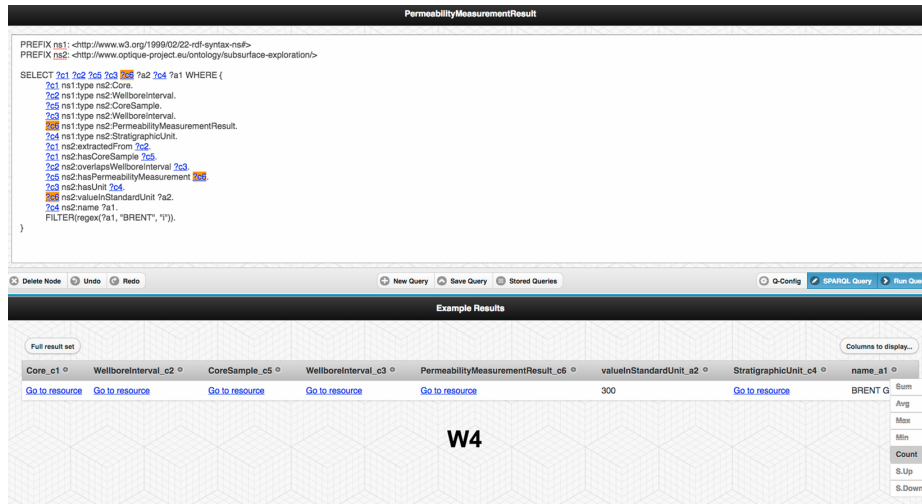 PermeabilityMeasurementResult
PREFIX ns1: <http://www.w3.org/1999/02/22-rdf-syntax-ns#>
PREFIX ns2: <http://www.optique-project.eu/ontology/subsurface-exploration/>
SELECT ?c1 ?c2 ?c5 ?c3 ?c6 ?a2 ?c4 ?a1 WHERE {
?c1 ns1:type ns2:Core.
?c2 ns1:type ns2:WellboreInterval.
?c5 ns1:type ns2:CoreSample.
?c3 ns1:type ns2:WellboreInterval.
?c6 ns1:type ns2:PermeabilityMeasurementResult.
?c4 ns1:type ns2:StratigraphicUnit.
?c1 ns2:extractedFrom ?c2.
?c1 ns2:hasCoreSample ?c5.
?c2 ns2:overlapsWellboreInterval ?c3.
?c5 ns2:hasPermeabilityMeasurement ?c6.
?c3 ns2:hasUnit ?c4.
?c6 ns2:valueInStandardUnit ?a2.
?c4 ns2:name ?a1.
FILTER(regex(?a1, "BRENT", "i")).
}
Delete Node Undo Redo New Query Save Query Stored Queries Q-Config SPARQL Query Run Que
Example Results
Full result set Columns to display...
Core_c1 WellboreInterval_c2 CoreSample_c5 WellboreInterval_c3 PermeabilityMeasurementResult_c6 valueInStandardUnit_a2 StratigraphicUnit_c4 name_a1
Go to resource Go to resource Go to resource Go to resource Go to resource 300 Go to resource BRENT G
Sum
Avg
Max
Min
Count
S.Up
S.Down
W4